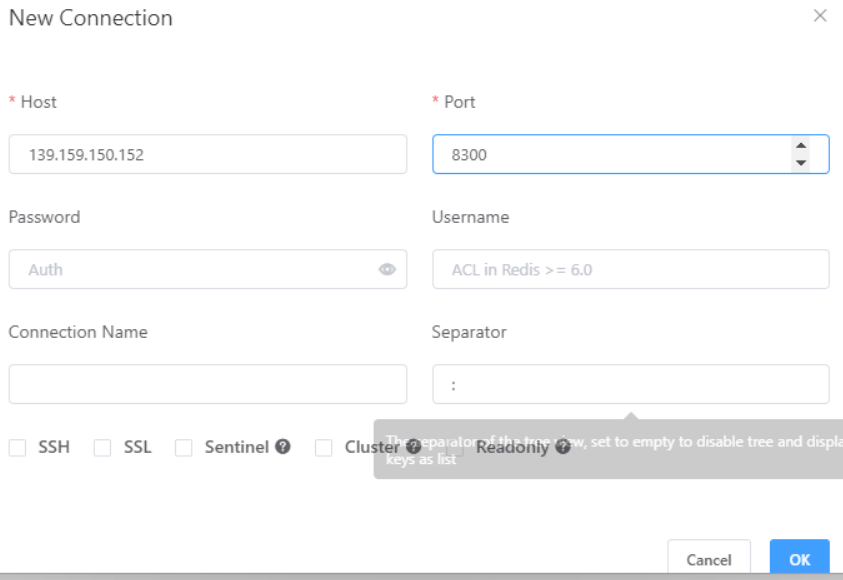 New Connection
* Host
* Port
139.159.150.152
8300
Password
Username
Auth
ACL in Redis >= 6.0
Connection Name
Separator
:
SSH
SSL
Sentinel
Cluster
Readonly
The separator of the tree view, set to empty to disable tree and displa
keys as list
Cancel
OK